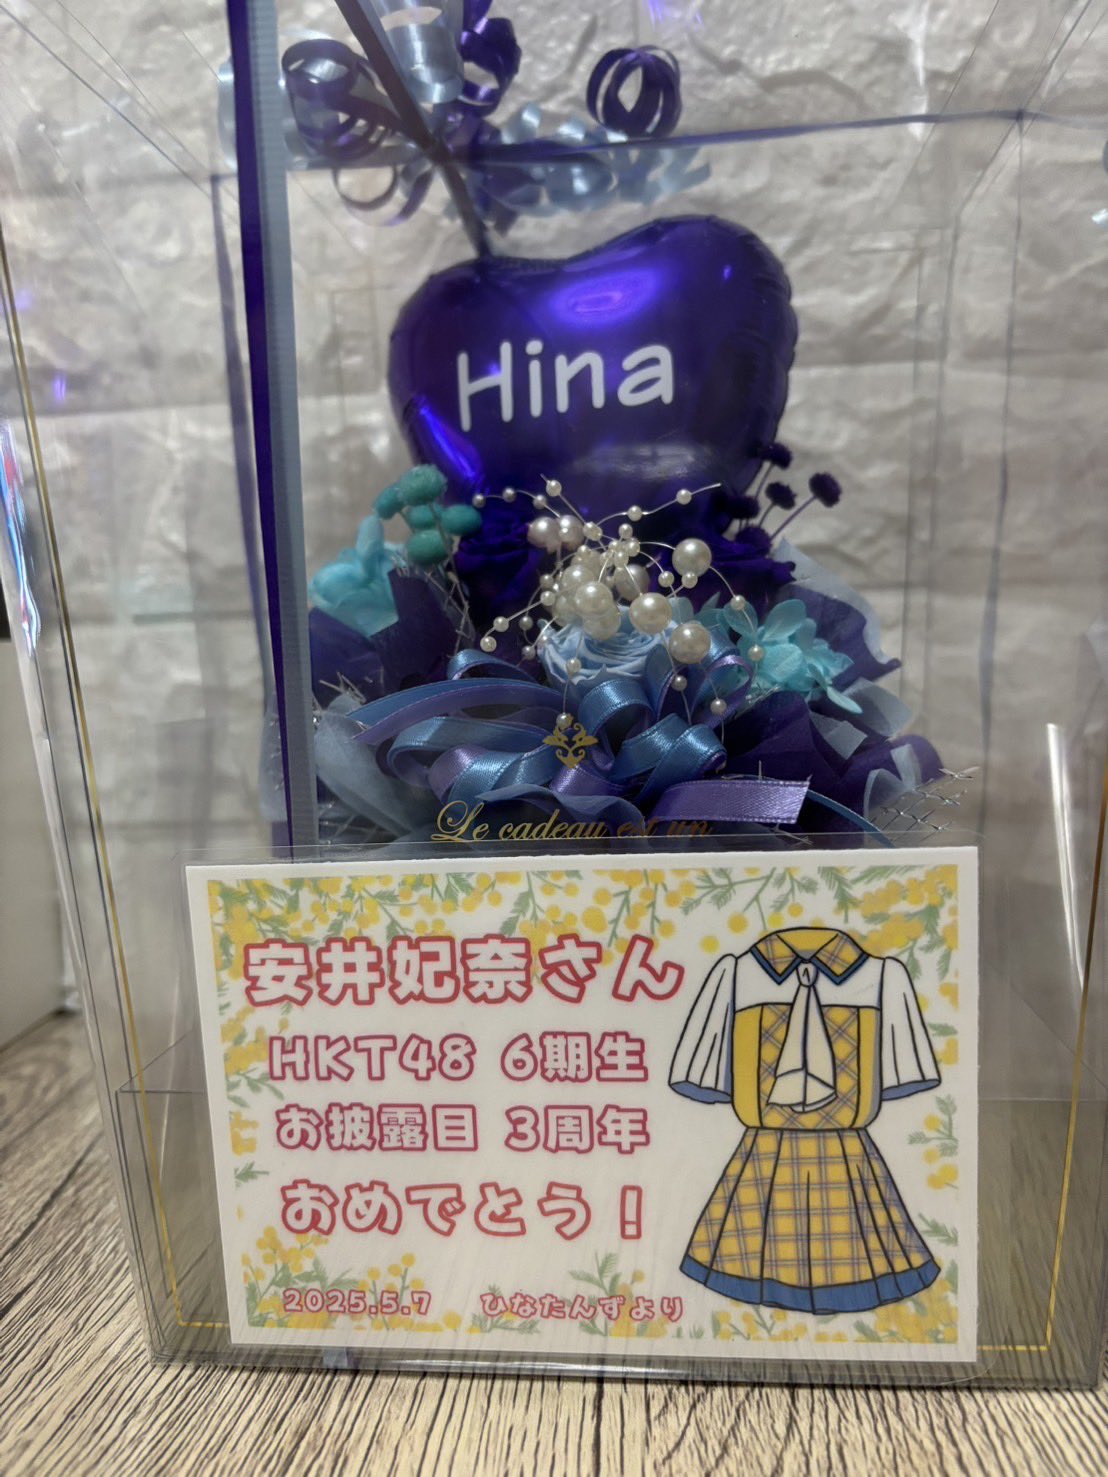 Hina
Le cadeau est un
安井妃奈さん
HKT48 6期生
お披露目 3周年
おめでとう！
2025.5.7 ひなたんずより